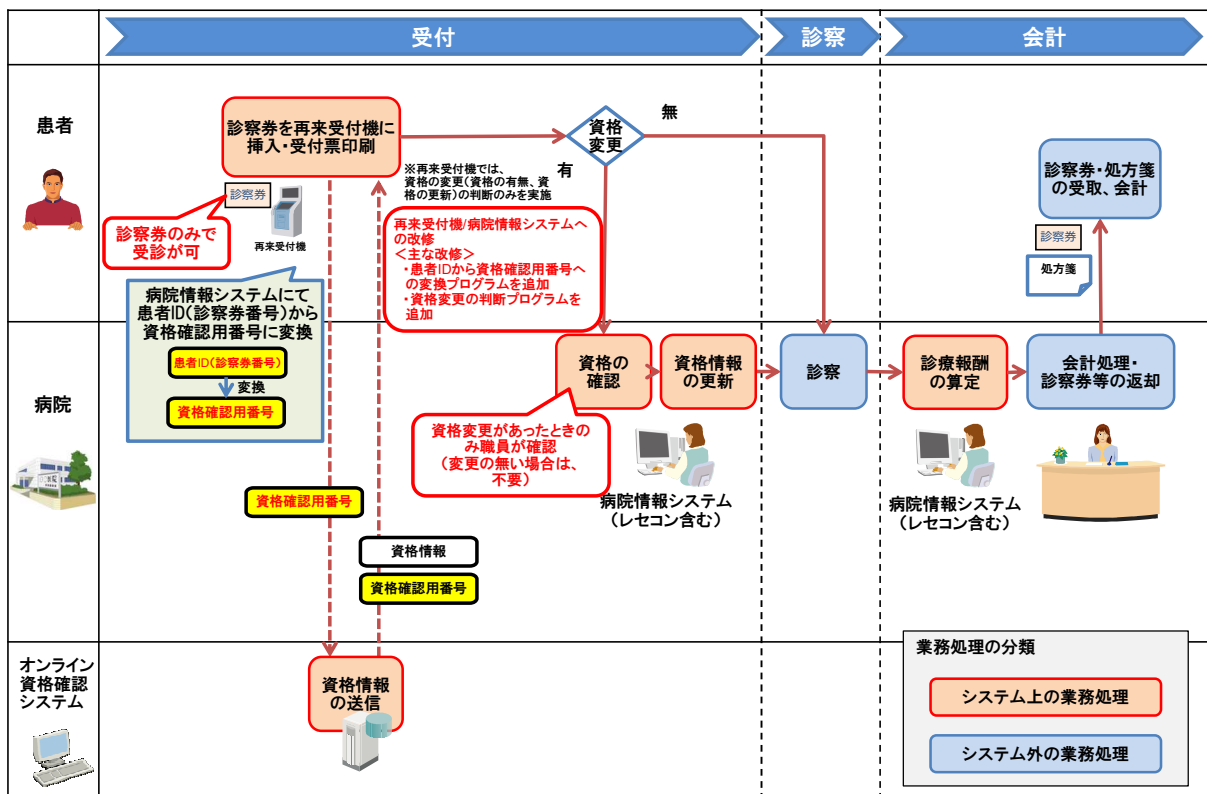 受付
診察
会計
患者
診察券を再来受付機に
挿入・受付票印刷
診察券
再来受付機
診察券のみで
受診が可
資格
変更
無
有
※再来受付機では、
資格の変更(資格の有無、資
格の更新)の判断のみを実施
再来受付機/病院情報システムへ
の改修
＜主な改修＞
・患者IDから資格確認用番号へ
の変換プログラムを追加
・資格変更の判断プログラムを
追加
診察券・処方箋
の受取、会計
診察券
処方箋
病院情報システムにて
患者ID(診察券番号)から
資格確認用番号に変換
患者ID(診察券番号)
変換
資格確認用番号
病院
資格の
確認
資格情報
の更新
診察
診療報酬
の算定
会計処理・
診察券等の返却
資格変更があったときの
み職員が確認
(変更の無い場合は、
不要)
病院情報システム
(レセコン含む)
病院情報システム
(レセコン含む)
資格確認用番号
資格情報
資格確認用番号
オンライン
資格確認
システム
資格情報
の送信
業務処理の分類
システム上の業務処理
システム外の業務処理